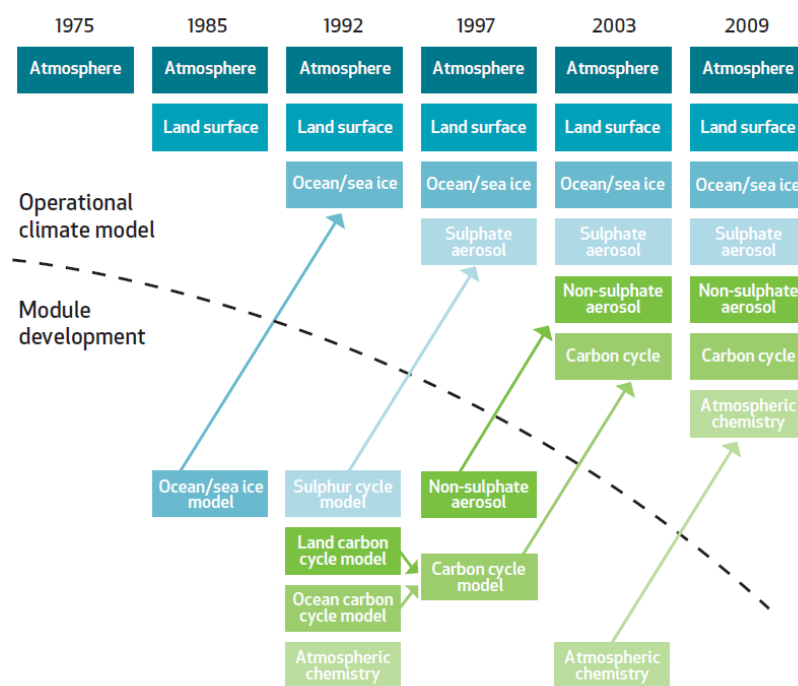 1975 1985 1992 1997 2003 2009
Atmosphere Atmosphere Atmosphere Atmosphere Atmosphere Atmosphere
Land surface Land surface Land surface Land surface Land surface
Ocean/sea ice Ocean/sea ice Ocean/sea ice Ocean/sea ice
Operational
climate model
Sulphate
aerosol
Sulphate
aerosol
Sulphate
aerosol
Module
development
Non-sulphate
aerosol
Non-sulphate
aerosol
Carbon cycle Carbon cycle
Atmospheric
chemistry
Ocean/sea ice
model
Sulphur cycle
model
Non-sulphate
aerosol
Land carbon
cycle model
Carbon cycle
model
Ocean carbon
cycle model
Atmospheric
chemistry
Atmospheric
chemistry